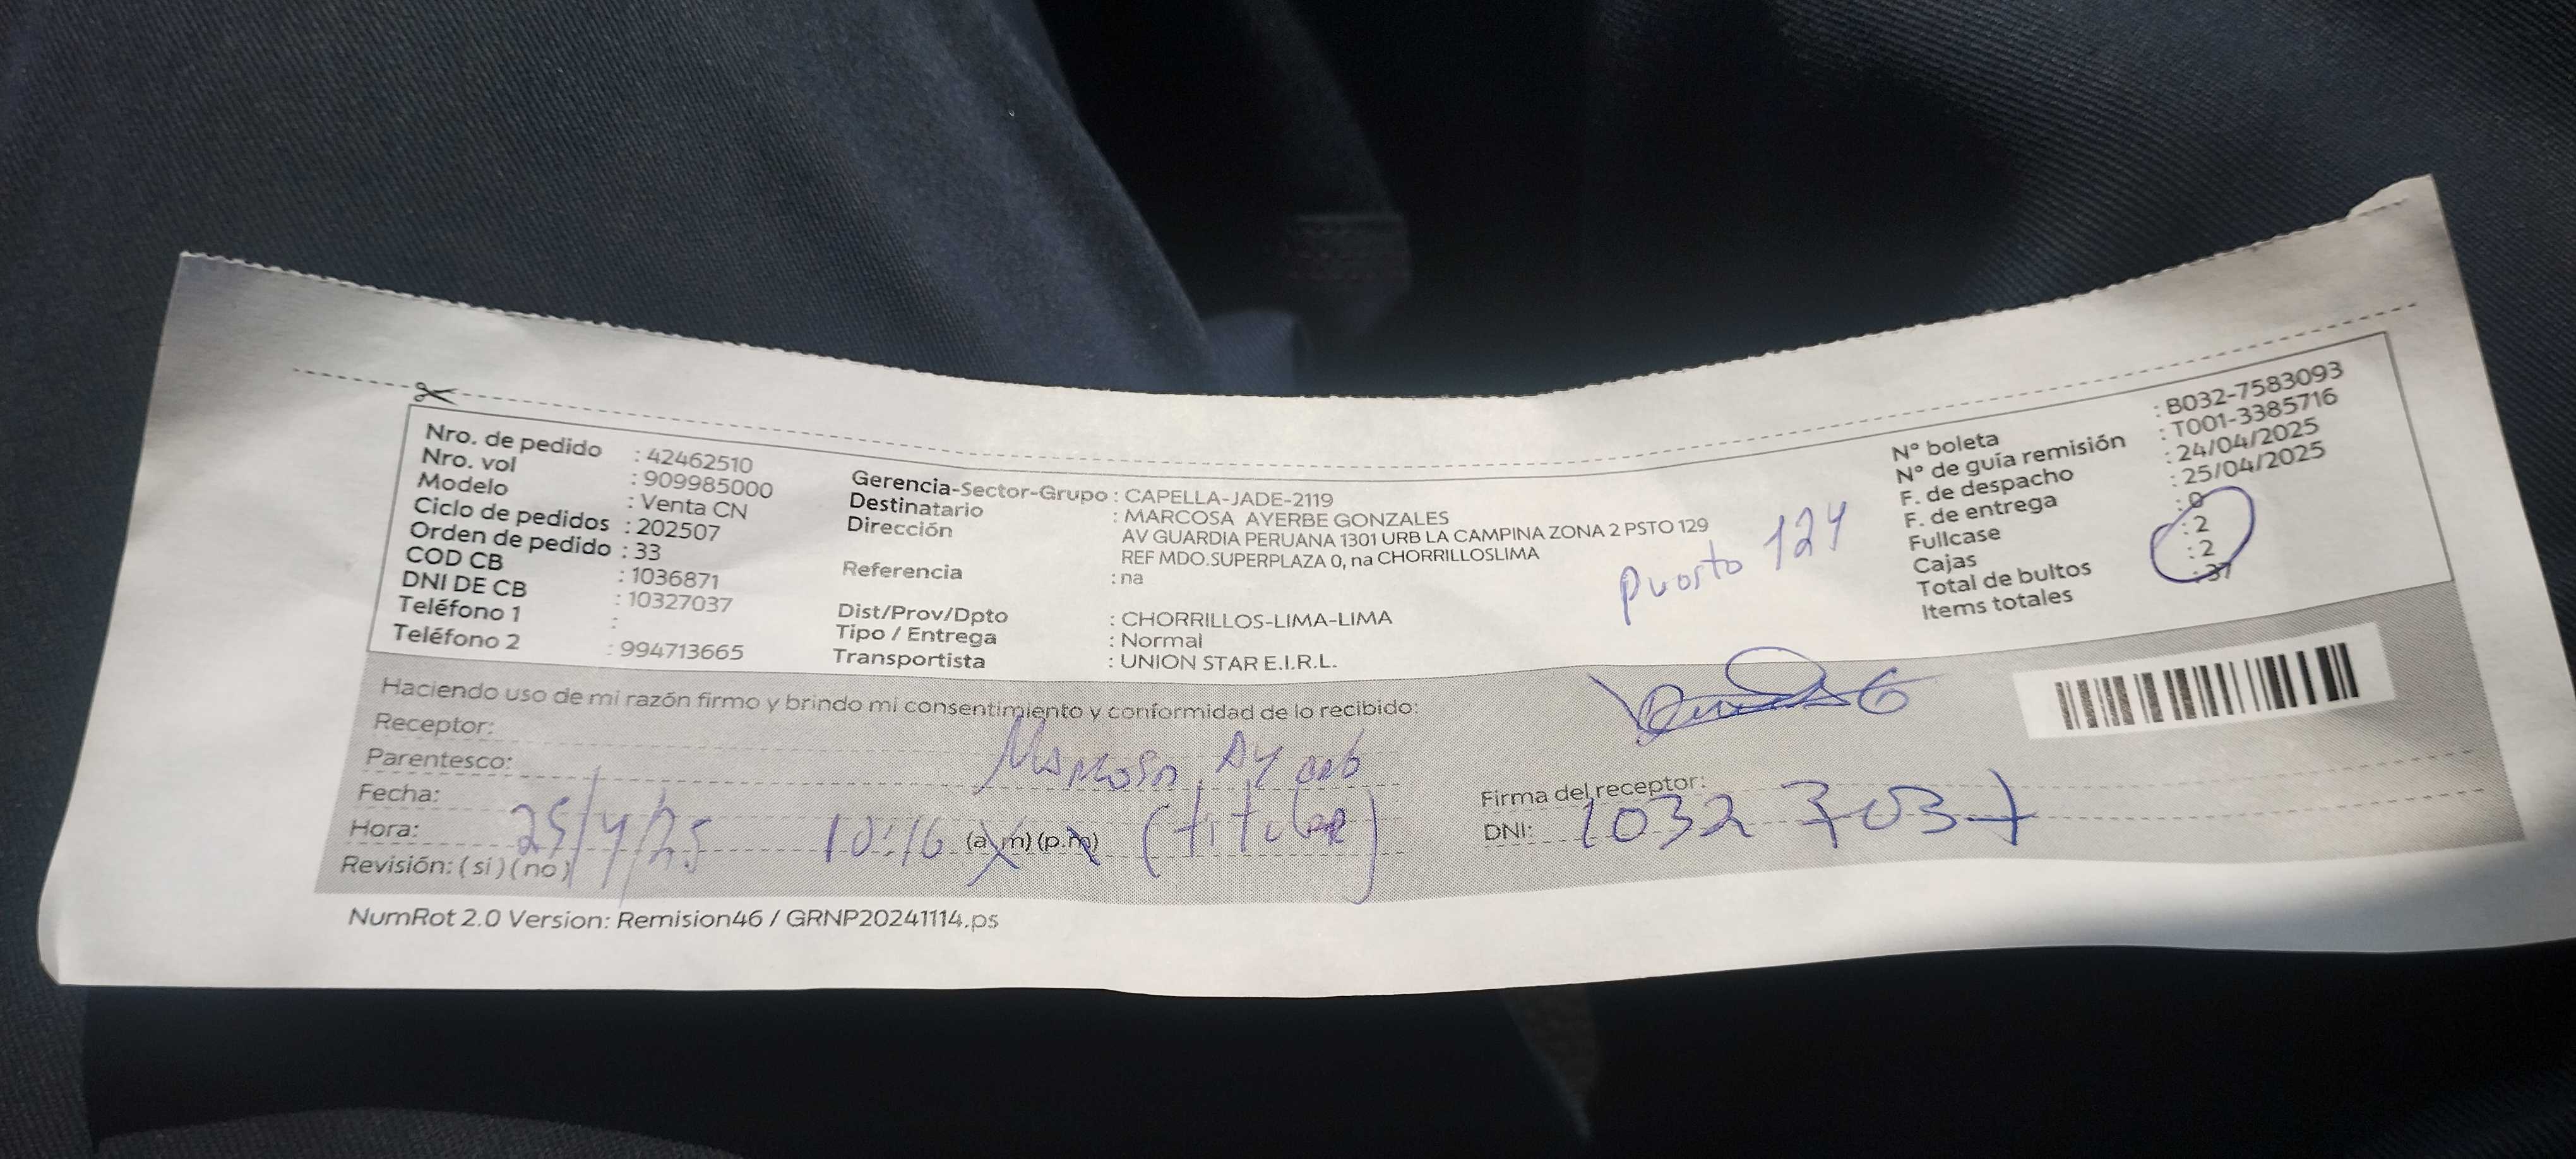 Nro. de pedido : 42462510
Nro. vol : 909985000
Modelo : Venta CN
Ciclo de pedidos : 202507
Orden de pedido : 33
COD CB : 1036871
DNI DE CB : 10327037
Teléfono 1 :
Teléfono 2 : 994713665
Gerencia-Sector-Grupo : CAPELLA-JADE-2119
Destinatario : MARCOSA AYERBE GONZALES
Dirección AV GUARDIA PERUANA 1301 URB LA CAMPINA ZONA 2 PSTO 129
REF MDO.SUPERPLAZA 0, na CHORRILLOSLIMA
Referencia : na
Dist/Prov/Dpto : CHORRILLOS-LIMA-LIMA
Tipo / Entrega : Normal
Transportista : UNION STAR E.I.R.L.
Puesto 124
N° boleta : B032-7583093
N° de guía remisión : T001-3385716
F. de despacho : 24/04/2025
F. de entrega : 25/04/2025
Fullcase : 0
Cajas : 2
Total de bultos : 2
Items totales : 37
Haciendo uso de mi razón firmo y brindo mi consentimiento y conformidad de lo recibido:
Receptor: Marcosa Ayerb
Parentesco: (titular)
Fecha: 25/4/25
Hora: 10:16 (a.m) (p.m)
Revisión: ( si ) ( no )
Firma del receptor:
DNI: 10327037
NumRot 2.0 Version: Remision46 / GRNP20241114.ps